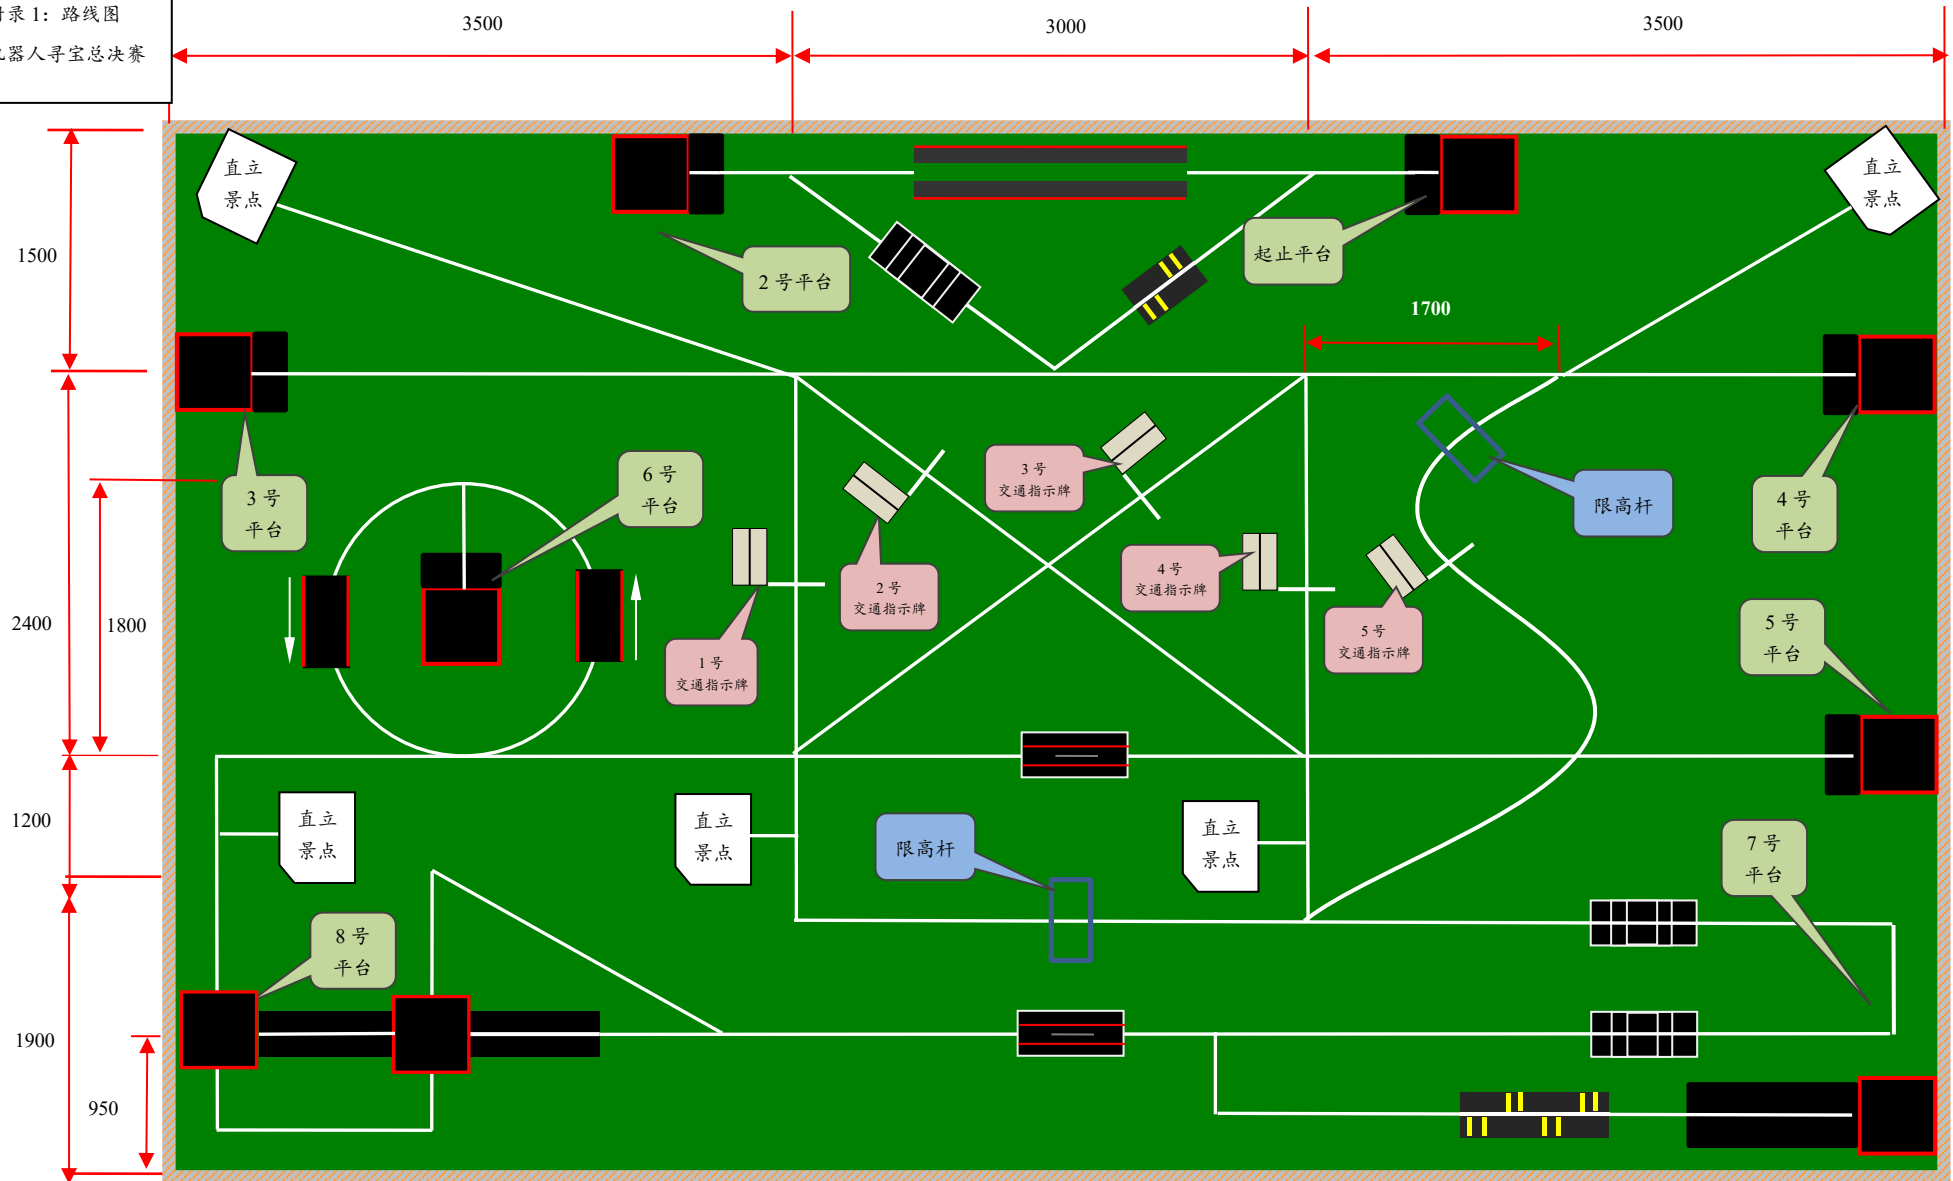 附录 1：路线图
机器人寻宝总决赛
3500
3000
3500
直立
景点
直立
景点
1500
2 号平台
起止平台
1700
3 号
平台
6 号
平台
3 号
交通指示牌
限高杆
4 号
平台
2400
1800
2 号
交通指示牌
4 号
交通指示牌
1 号
交通指示牌
5 号
交通指示牌
5 号
平台
1200
直立
景点
直立
景点
限高杆
直立
景点
7 号
平台
8 号
平台
1900
950